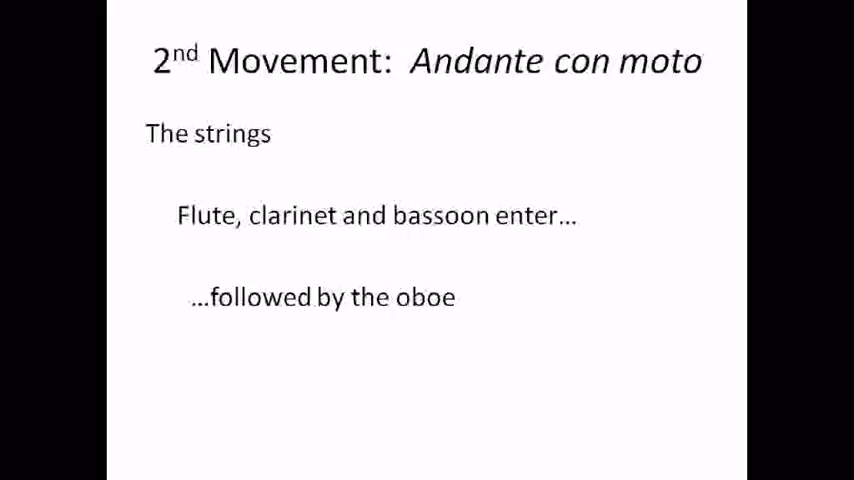 2nd Movement: Andante con moto
The strings
Flute, clarinet and bassoon enter…
…followed by the oboe